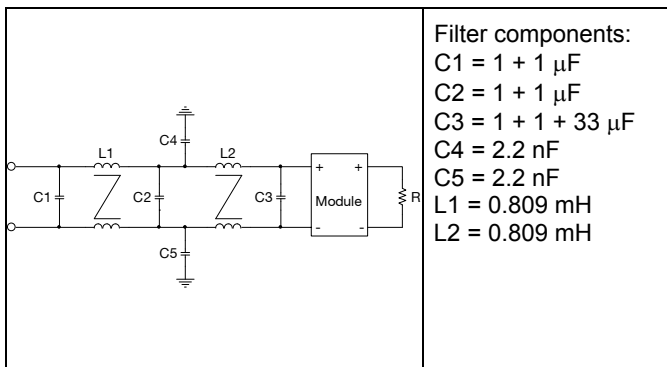 Filter components:
C1 = 1 + 1 μF
C2 = 1 + 1 μF
C3 = 1 + 1 + 33 μF
C4 = 2.2 nF
C5 = 2.2 nF
L1 = 0.809 mH
L2 = 0.809 mH
C4
L1
L2
+ +
C1
C2
C3
Module
R
- -
C5